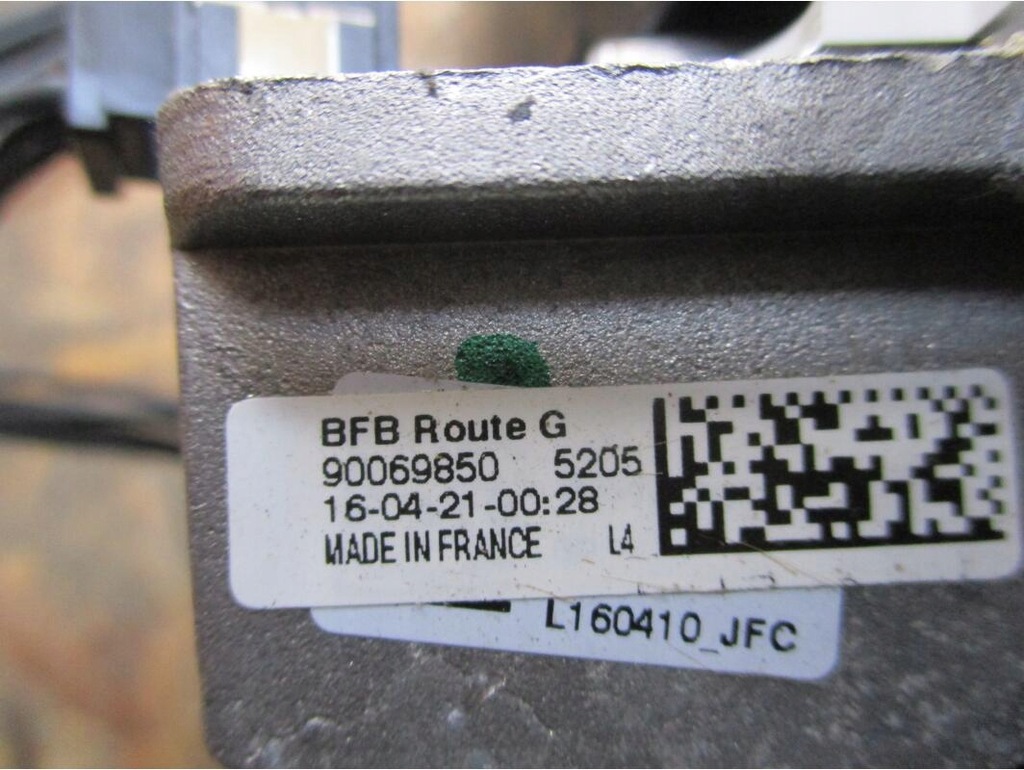 BFB Route G
90069850 5205
16-04-21-00:28
MADE IN FRANCE L4
L160410_JFC